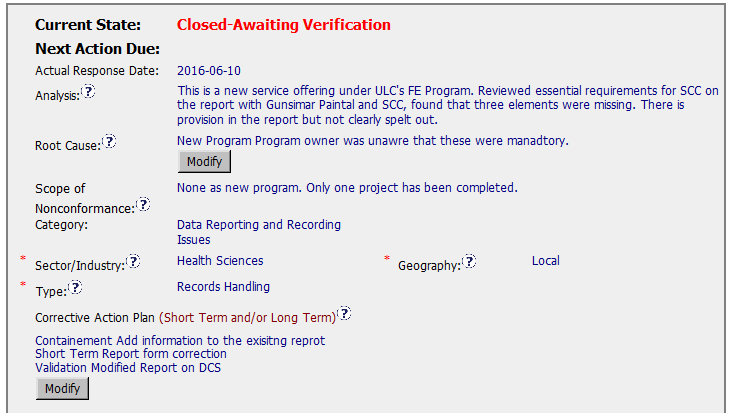 Current State: Closed-Awaiting Verification
Next Action Due:
Actual Response Date: 2016-06-10
Analysis:? This is a new service offering under ULC's FE Program. Reviewed essential requirements for SCC on
the report with Gunsimar Paintal and SCC, found that three elements were missing. There is
provision in the report but not clearly spelt out.
Root Cause:? New Program Program owner was unawre that these were manadtory.
Modify
Scope of None as new program. Only one project has been completed.
Nonconformance:?
Category: Data Reporting and Recording
Issues
* Sector/Industry:? Health Sciences * Geography:? Local
* Type:? Records Handling
Corrective Action Plan (Short Term and/or Long Term)?
Containement Add information to the exisitng reprot
Short Term Report form correction
Validation Modified Report on DCS
Modify